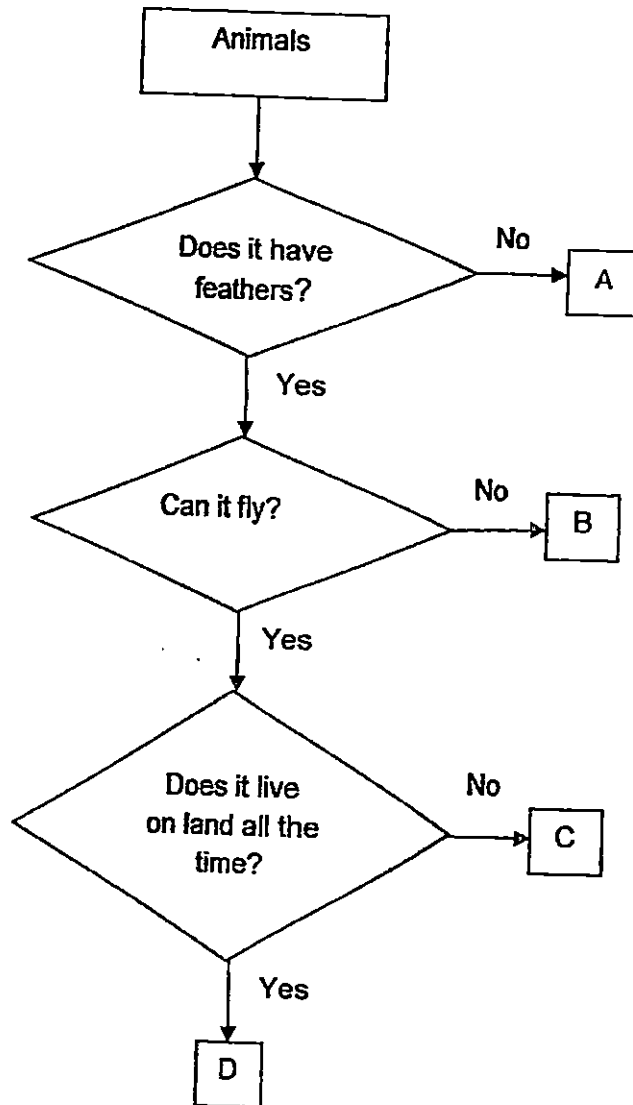 Animals
Does it have
feathers?
No
A
Yes
Can it fly?
No
B
Yes
Does it live
on land all the
time?
No
C
Yes
D